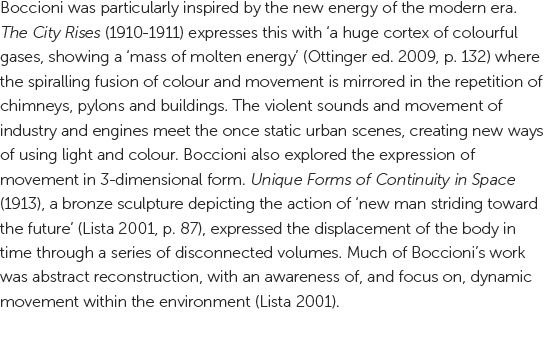 Boccioni was particularly inspired by the new energy of the modern era.
The City Rises (1910-1911) expresses this with ‘a huge cortex of colourful
gases, showing a ‘mass of molten energy’ (Ottinger ed. 2009, p. 132) where
the spiralling fusion of colour and movement is mirrored in the repetition of
chimneys, pylons and buildings. The violent sounds and movement of
industry and engines meet the once static urban scenes, creating new ways
of using light and colour. Boccioni also explored the expression of
movement in 3-dimensional form. Unique Forms of Continuity in Space
(1913), a bronze sculpture depicting the action of ‘new man striding toward
the future’ (Lista 2001, p. 87), expressed the displacement of the body in
time through a series of disconnected volumes. Much of Boccioni’s work
was abstract reconstruction, with an awareness of, and focus on, dynamic
movement within the environment (Lista 2001).